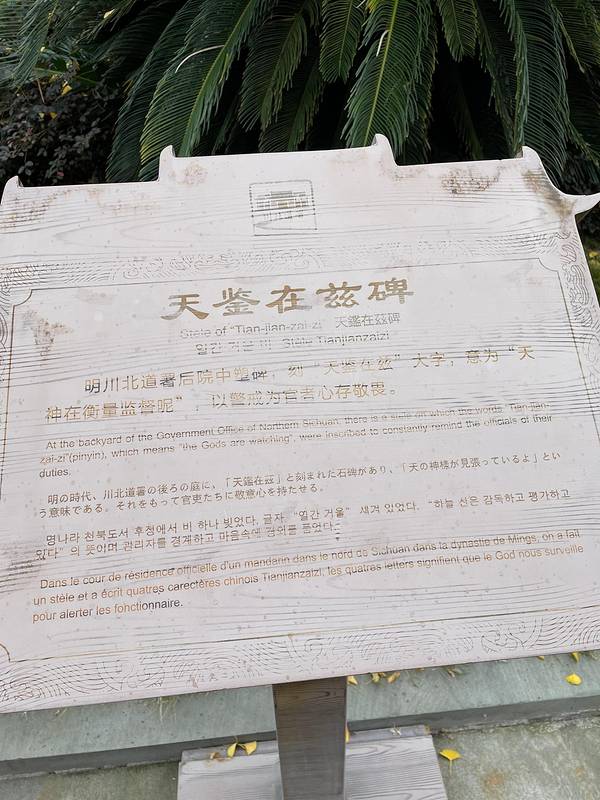 天鉴在兹碑
Stele of "Tian-jian-zai-zi" 天鑑在茲碑
일간 거울 비 Stèle Tianjianzaizi
明川北道署后院中塑碑，刻“天鉴在兹”大字，意为“天
神在衡量监督呢”，以警戒为官者心存敬畏。
At the backyard of the Government Office of Northern Sichuan, there is a stele on which the words "Tian-jian-
zai-zi"(pinyin), which means "the Gods are watching", were inscribed to constantly remind the officials of their
duties.
明の時代、川北道署の後ろの庭に、「天鑑在茲」と刻まれた石碑があり、「天の神様が見張っているよ」とい
う意味である。それをもって官吏たちに敬意心を持たせる。
명나라 천북도서 후청에서 비 하나 빚었다. 글자 "열간 거울" 새겨 있었다. "하늘 신은 감독하고 평가하고
있다" 의 뜻이며 관리자를 경계하고 마음속에 경외를 들었다.
Dans le cour de résidence officielle d'un mandarin dans le nord de Sichuan dans la dynastie de Mings, on a fait
un stèle et a écrit quatres carectères chinois Tianjianzaizi, les quatres letters signifient que le God nous surveille
pour alerter les fonctionnaire.